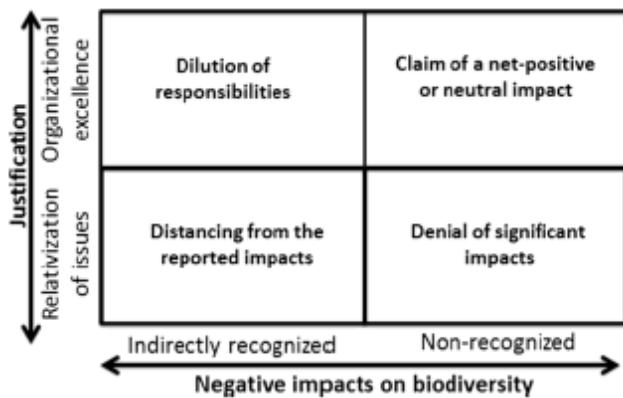 Justification
Organizational
excellence
Relativization
of issues
Dilution of
responsibilities
Claim of a net-positive
or neutral impact
Distancing from the
reported impacts
Denial of significant
impacts
Indirectly recognized
Non-recognized
Negative impacts on biodiversity